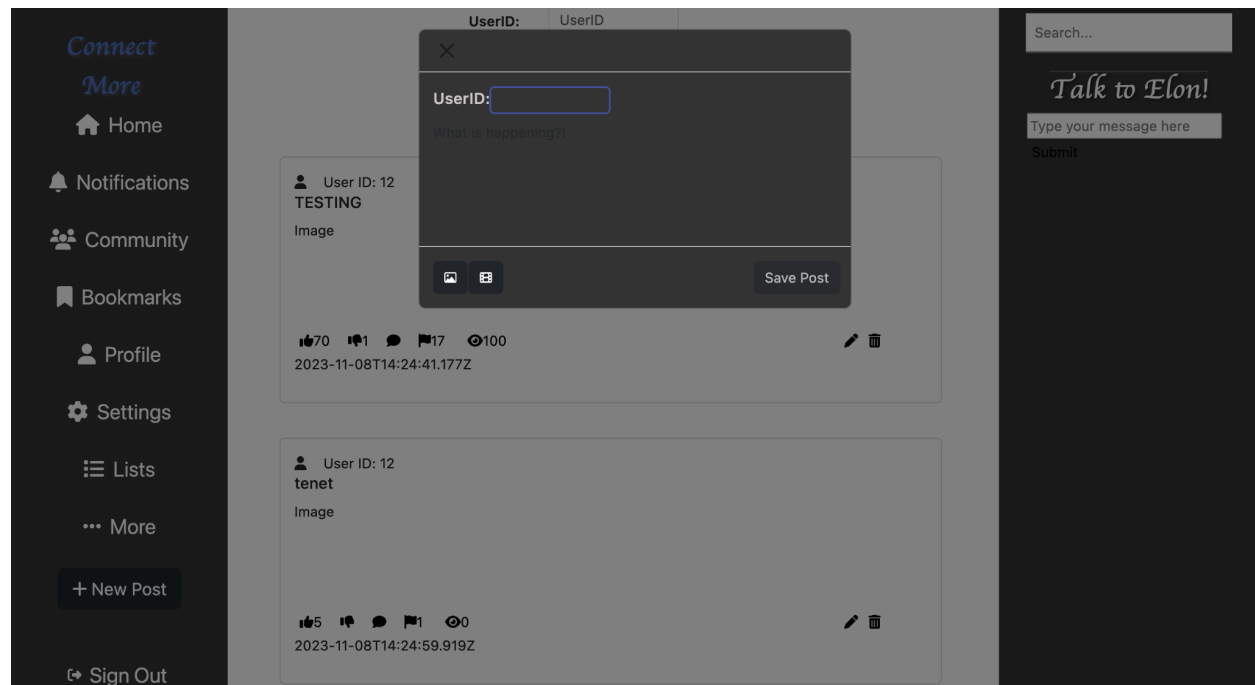 Connect
More
Home
Notifications
Community
Bookmarks
Profile
Settings
Lists
More
New Post
Sign Out
UserID: UserID
UserID:
What is happening?!
Save Post
User ID: 12
TESTING
Image
70 1 17 100
2023-11-08T14:24:41.177Z
User ID: 12
tenet
Image
5 1 0
2023-11-08T14:24:59.919Z
Search...
Talk to Elon!
Type your message here
Submit